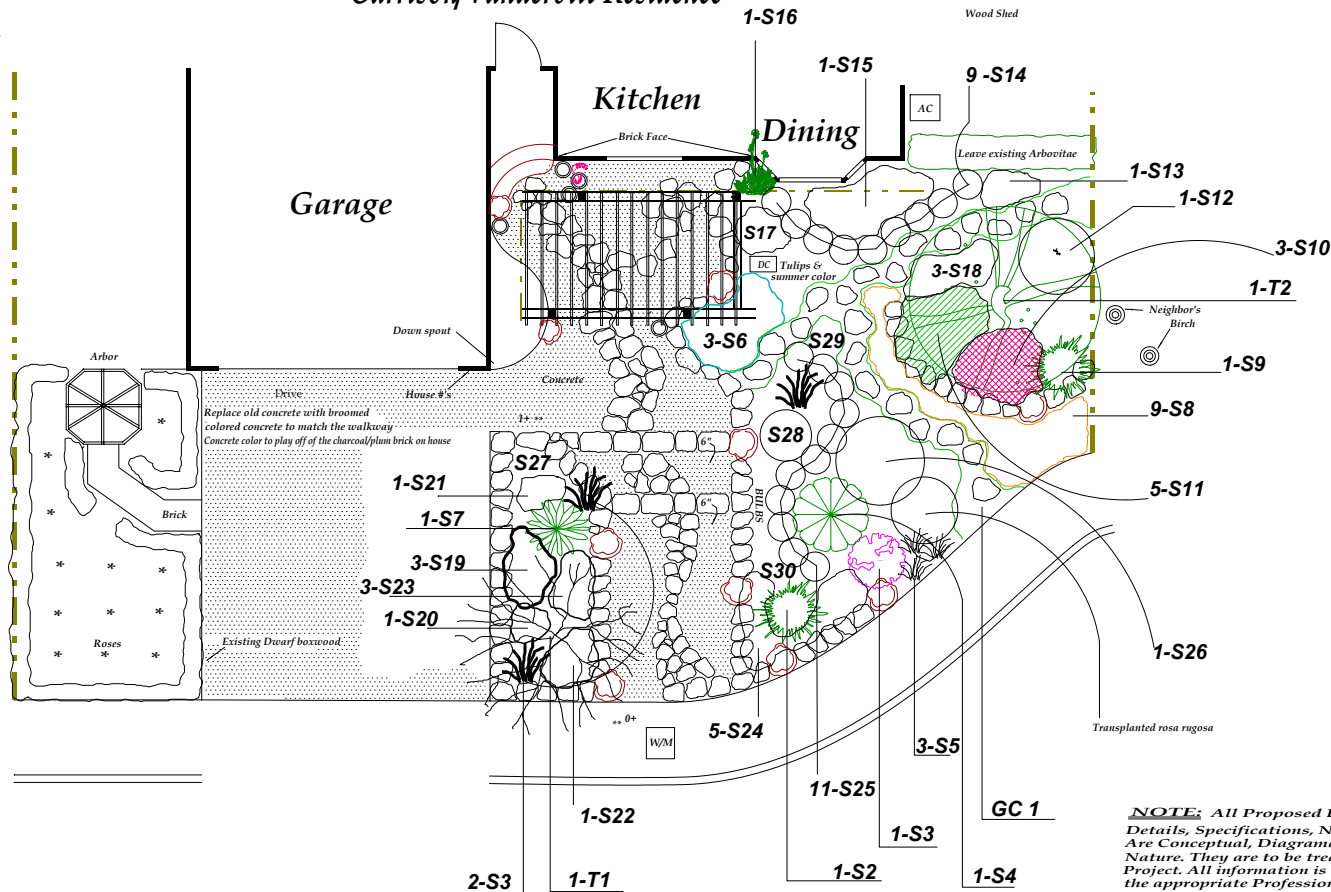 Residence
1-S16
Wood Shed
1-S15
9 -S14
Kitchen
AC
Dining
Brick Face
Leave existing Arbovitae
1-S13
1-S12
Garage
S17
3-S10
DC
Tulips &
summer color
3-S18
1-T2
Neighbor's
Birch
Down spout
3-S6
S29
Arbor
1-S9
Concrete
Drive
House #'s
Replace old concrete with broomed
colored concrete to match the walkway
Concrete color to play off of the charcoal/plum brick on house
1+ **
9-S8
6"
S28
S27
1-S21
5-S11
BULBS
6"
Brick
1-S7
3-S19
S30
3-S23
1-S20
Roses
Existing Dwarf boxwood
1-S26
** 0+
W/M
5-S24
3-S5
Transplanted rosa rugosa
11-S25
1-S22
GC 1
1-S3
1-S2
1-S4
2-S3
1-T1
NOTE: All Proposed
Details, Specifications,
Are Conceptual,
Nature. They are to be
Project. All information is
the appropriate